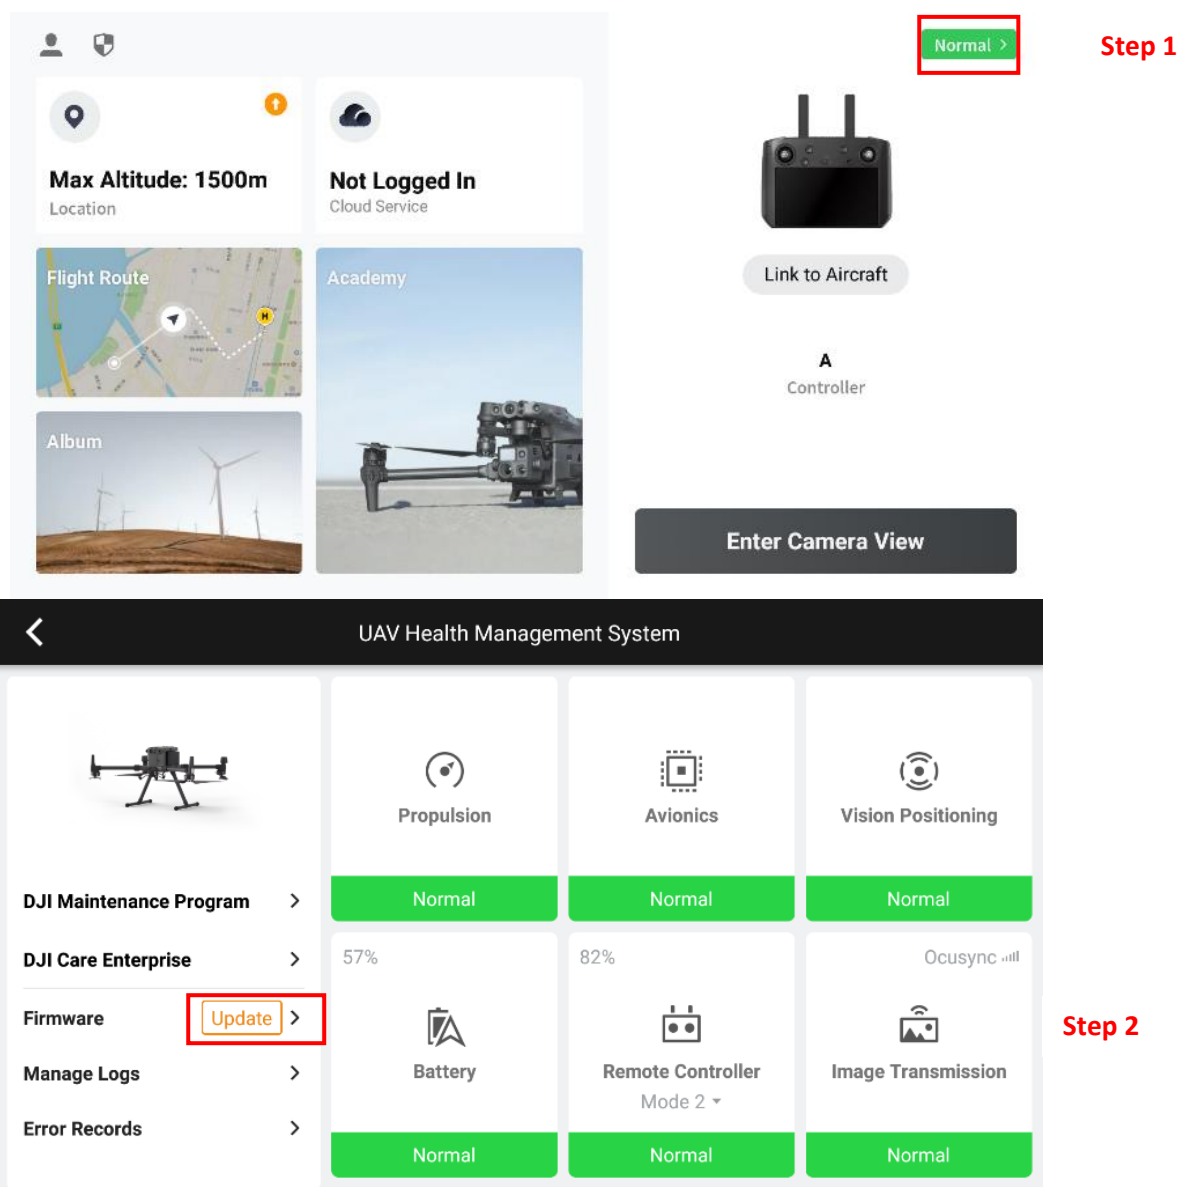 Normal >
Step 1
Max Altitude: 1500m
Location
Not Logged In
Cloud Service
Flight Route
H
Academy
Link to Aircraft
A
Controller
Album
Enter Camera View
UAV Health Management System
Propulsion
Normal
Avionics
Normal
Vision Positioning
Normal
DJI Maintenance Program >
DJI Care Enterprise >
Firmware Update >
Step 2
Manage Logs >
Error Records >
57%
Battery
Normal
82%
Remote Controller
Mode 2
Normal
Ocusync
Image Transmission
Normal